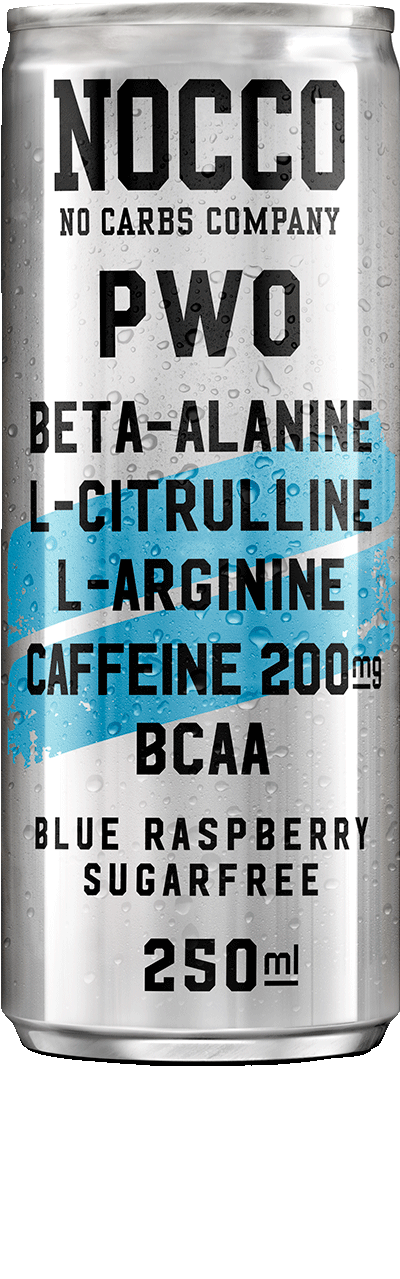 NOCCO
NO CARBS COMPANY
PWO
BETA-ALANINE
L-CITRULLINE
L-ARGININE
CAFFEINE 200mg
BCAA
BLUE RASPBERRY
SUGARFREE
250ml